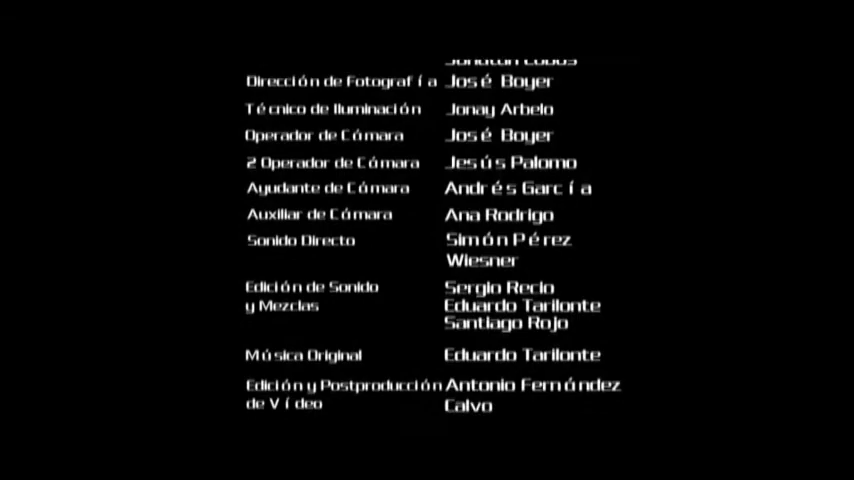 Dirección de Fotografía José Boyer
Técnico de Iluminación Jonay Arbelo
Operador de Cámara José Boyer
2 Operador de Cámara Jesús Palomo
Ayudante de Cámara Andrés García
Auxiliar de Cámara Ana Rodrigo
Sonido Directo Simón Pérez
Wiesner
Edición de Sonido Sergio Recio
y Mezclas Eduardo Tarilonte
Santiago Rojo
Música Original Eduardo Tarilonte
Edición y Postproducción Antonio Fernández
de Vídeo Calvo